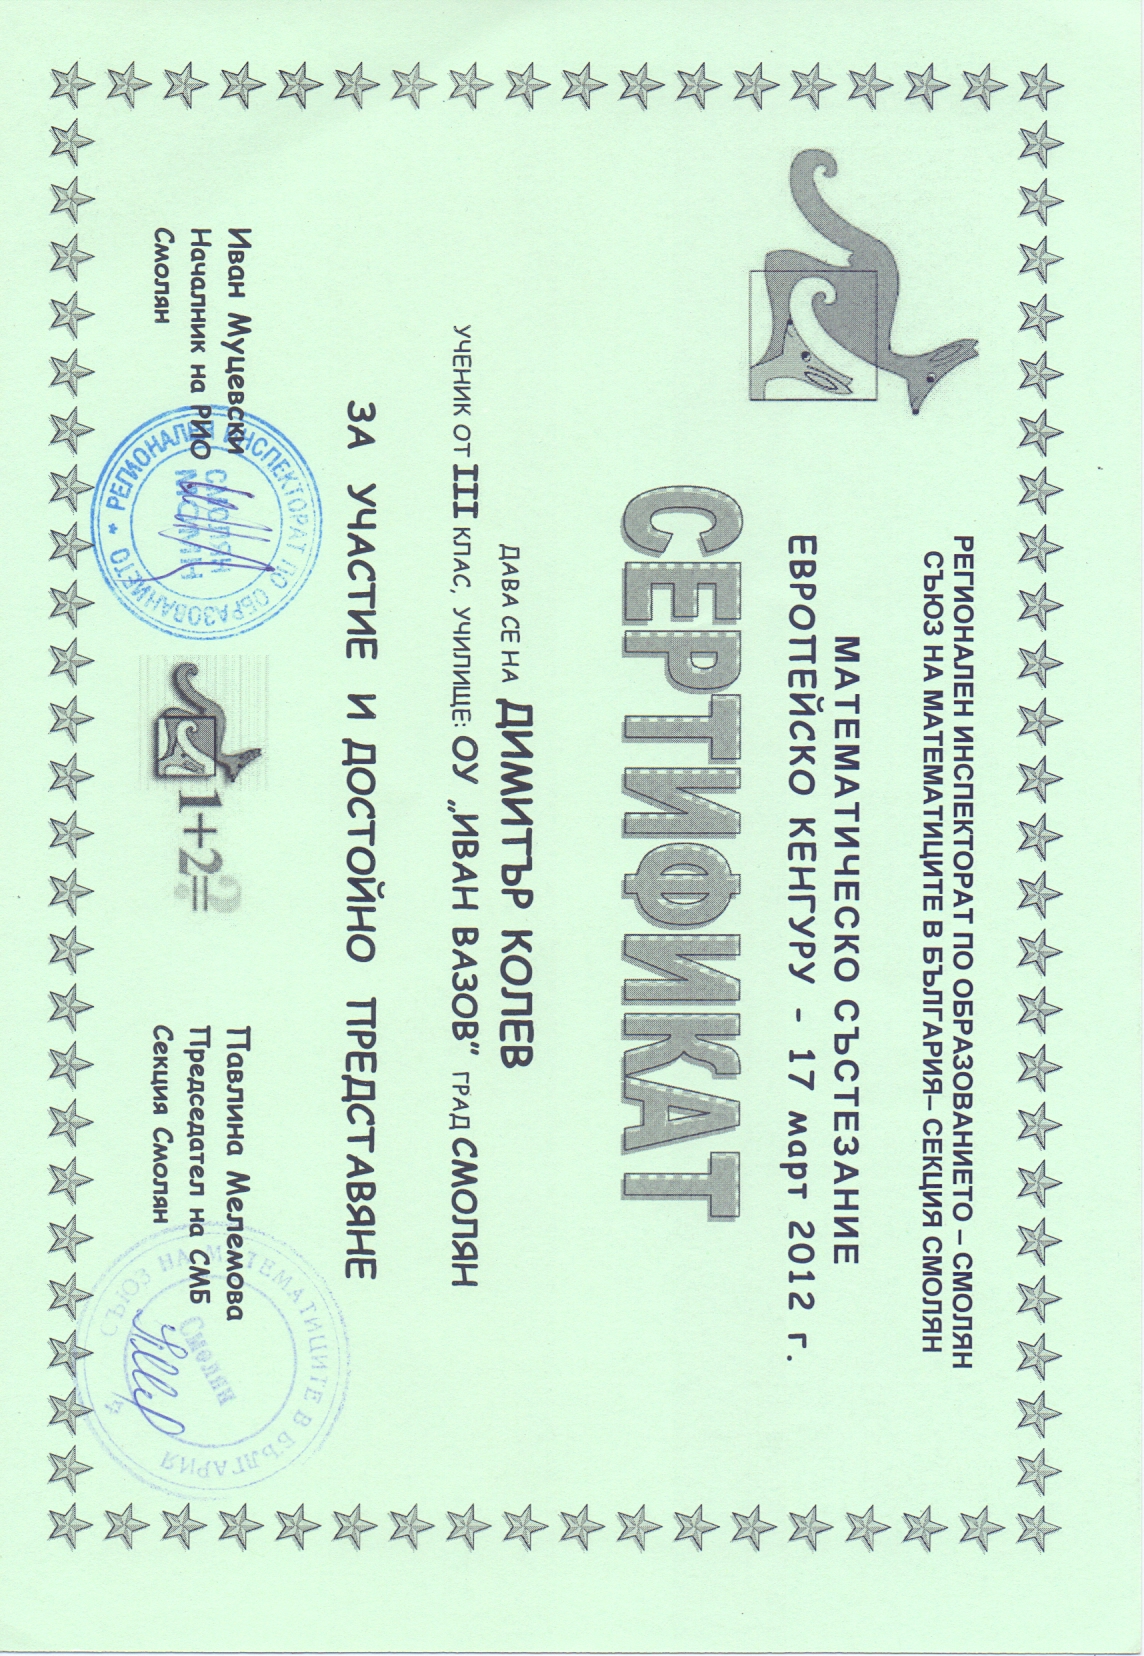 РЕГИОНАЛЕН ИНСПЕКТОРАТ ПО ОБРАЗОВАНИЕТО – СМОЛЯН
СЪЮЗ НА МАТЕМАТИЦИТЕ В БЪЛГАРИЯ– СЕКЦИЯ СМОЛЯН
МАТЕМАТИЧЕСКО СЪСТЕЗАНИЕ
ЕВРОПЕЙСКО КЕНГУРУ - 17 март 2012 г.
СЕРТИФИКАТ
ДАВА СЕ НА ДИМИТЪР КОЛЕВ
УЧЕНИК ОТ III КЛАС, УЧИЛИЩЕ: ОУ „ИВАН ВАЗОВ” ГРАД СМОЛЯН
ЗА УЧАСТИЕ И ДОСТОЙНО ПРЕДСТАВЯНЕ
Иван Муцевски
Началник на РИО
Смолян
РЕГИОНАЛЕН ИНСПЕКТОРАТ ПО ОБРАЗОВАНИЕТО *
СМОЛЯН
МОМН
1+2=?
Павлина Мелемова
Председател на СМБ
Секция Смолян
СЪЮЗ НА МАТЕМАТИЦИТЕ В БЪЛГАРИЯ
Смолян